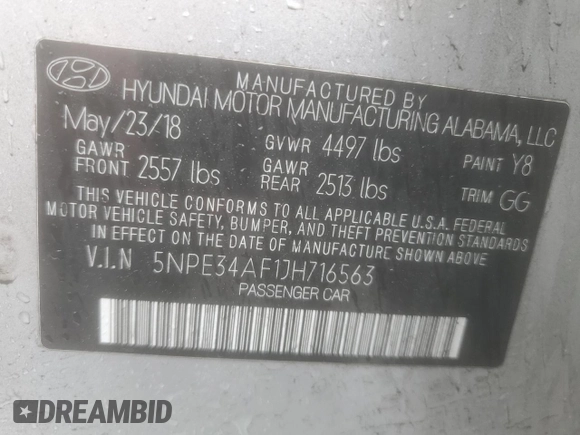 MANUFACTURED BY
HYUNDAI MOTOR MANUFACTURING ALABAMA, LLC
May/23/18 GVWR 4497 lbs PAINT Y8
GAWR FRONT 2557 lbs GAWR REAR 2513 lbs TRIM GG
THIS VEHICLE CONFORMS TO ALL APPLICABLE U.S.A. FEDERAL
MOTOR VEHICLE SAFETY, BUMPER, AND THEFT PREVENTION STANDARDS
IN EFFECT ON THE DATE OF MANUFACTURE SHOWN ABOVE.
V.I.N 5NPE34AF1JH716563
PASSENGER CAR
DREAMBID